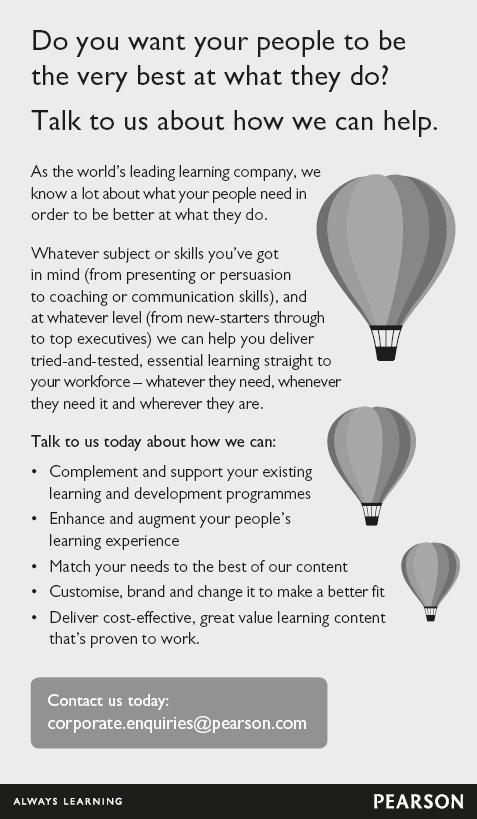 Do you want your people to be
the very best at what they do?
Talk to us about how we can help.
As the world’s leading learning company, we
know a lot about what your people need in
order to be better at what they do.
Whatever subject or skills you’ve got
in mind (from presenting or persuasion
to coaching or communication skills), and
at whatever level (from new-starters through
to top executives) we can help you deliver
tried-and-tested, essential learning straight to
your workforce – whatever they need, whenever
they need it and wherever they are.
Talk to us today about how we can:
• Complement and support your existing
learning and development programmes
• Enhance and augment your people’s
learning experience
• Match your needs to the best of our content
• Customise, brand and change it to make a better fit
• Deliver cost-effective, great value learning content
that’s proven to work.
Contact us today:
corporate.enquiries@pearson.com
ALWAYS LEARNING
PEARSON